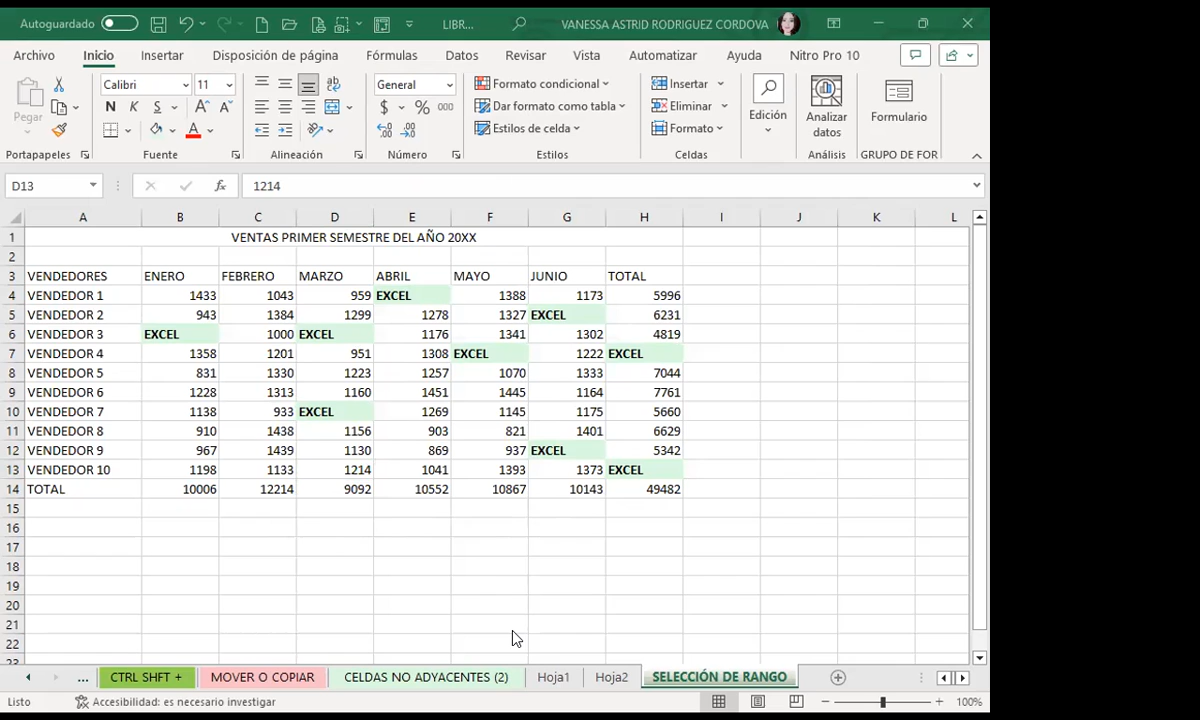 Autoguardado LIBR... VANESSA ASTRID RODRIGUEZ CORDOVA
Archivo Inicio Insertar Disposición de página Fórmulas Datos Revisar Vista Automatizar Ayuda Nitro Pro 10
Pegar Calibri 11 General Formato condicional Insertar
N K S A A A $ % 000 Dar formato como tabla Eliminar Edición Analizar datos Formulario
Estilos de celda Formato
Portapapeles Fuente Alineación Número Estilos Celdas Análisis GRUPO DE FOR
D13 fx 1214
A B C D E F G H I J K L
1 VENTAS PRIMER SEMESTRE DEL AÑO 20XX
2
3 VENDEDORES ENERO FEBRERO MARZO ABRIL MAYO JUNIO TOTAL
4 VENDEDOR 1 1433 1043 959 EXCEL 1388 1173 5996
5 VENDEDOR 2 943 1384 1299 1278 1327 EXCEL 6231
6 VENDEDOR 3 EXCEL 1000 EXCEL 1176 1341 1302 4819
7 VENDEDOR 4 1358 1201 951 1308 EXCEL 1222 EXCEL
8 VENDEDOR 5 831 1330 1223 1257 1070 1333 7044
9 VENDEDOR 6 1228 1313 1160 1451 1445 1164 7761
10 VENDEDOR 7 1138 933 EXCEL 1269 1145 1175 5660
11 VENDEDOR 8 910 1438 1156 903 821 1401 6629
12 VENDEDOR 9 967 1439 1130 869 937 EXCEL 5342
13 VENDEDOR 10 1198 1133 1214 1041 1393 1373 EXCEL
14 TOTAL 10006 12214 9092 10552 10867 10143 49482
15
16
17
18
19
20
21
22
23
... CTRL SHFT + MOVER O COPIAR CELDAS NO ADYACENTES (2) Hoja1 Hoja2 SELECCIÓN DE RANGO
Listo Accesibilidad: es necesario investigar 100%